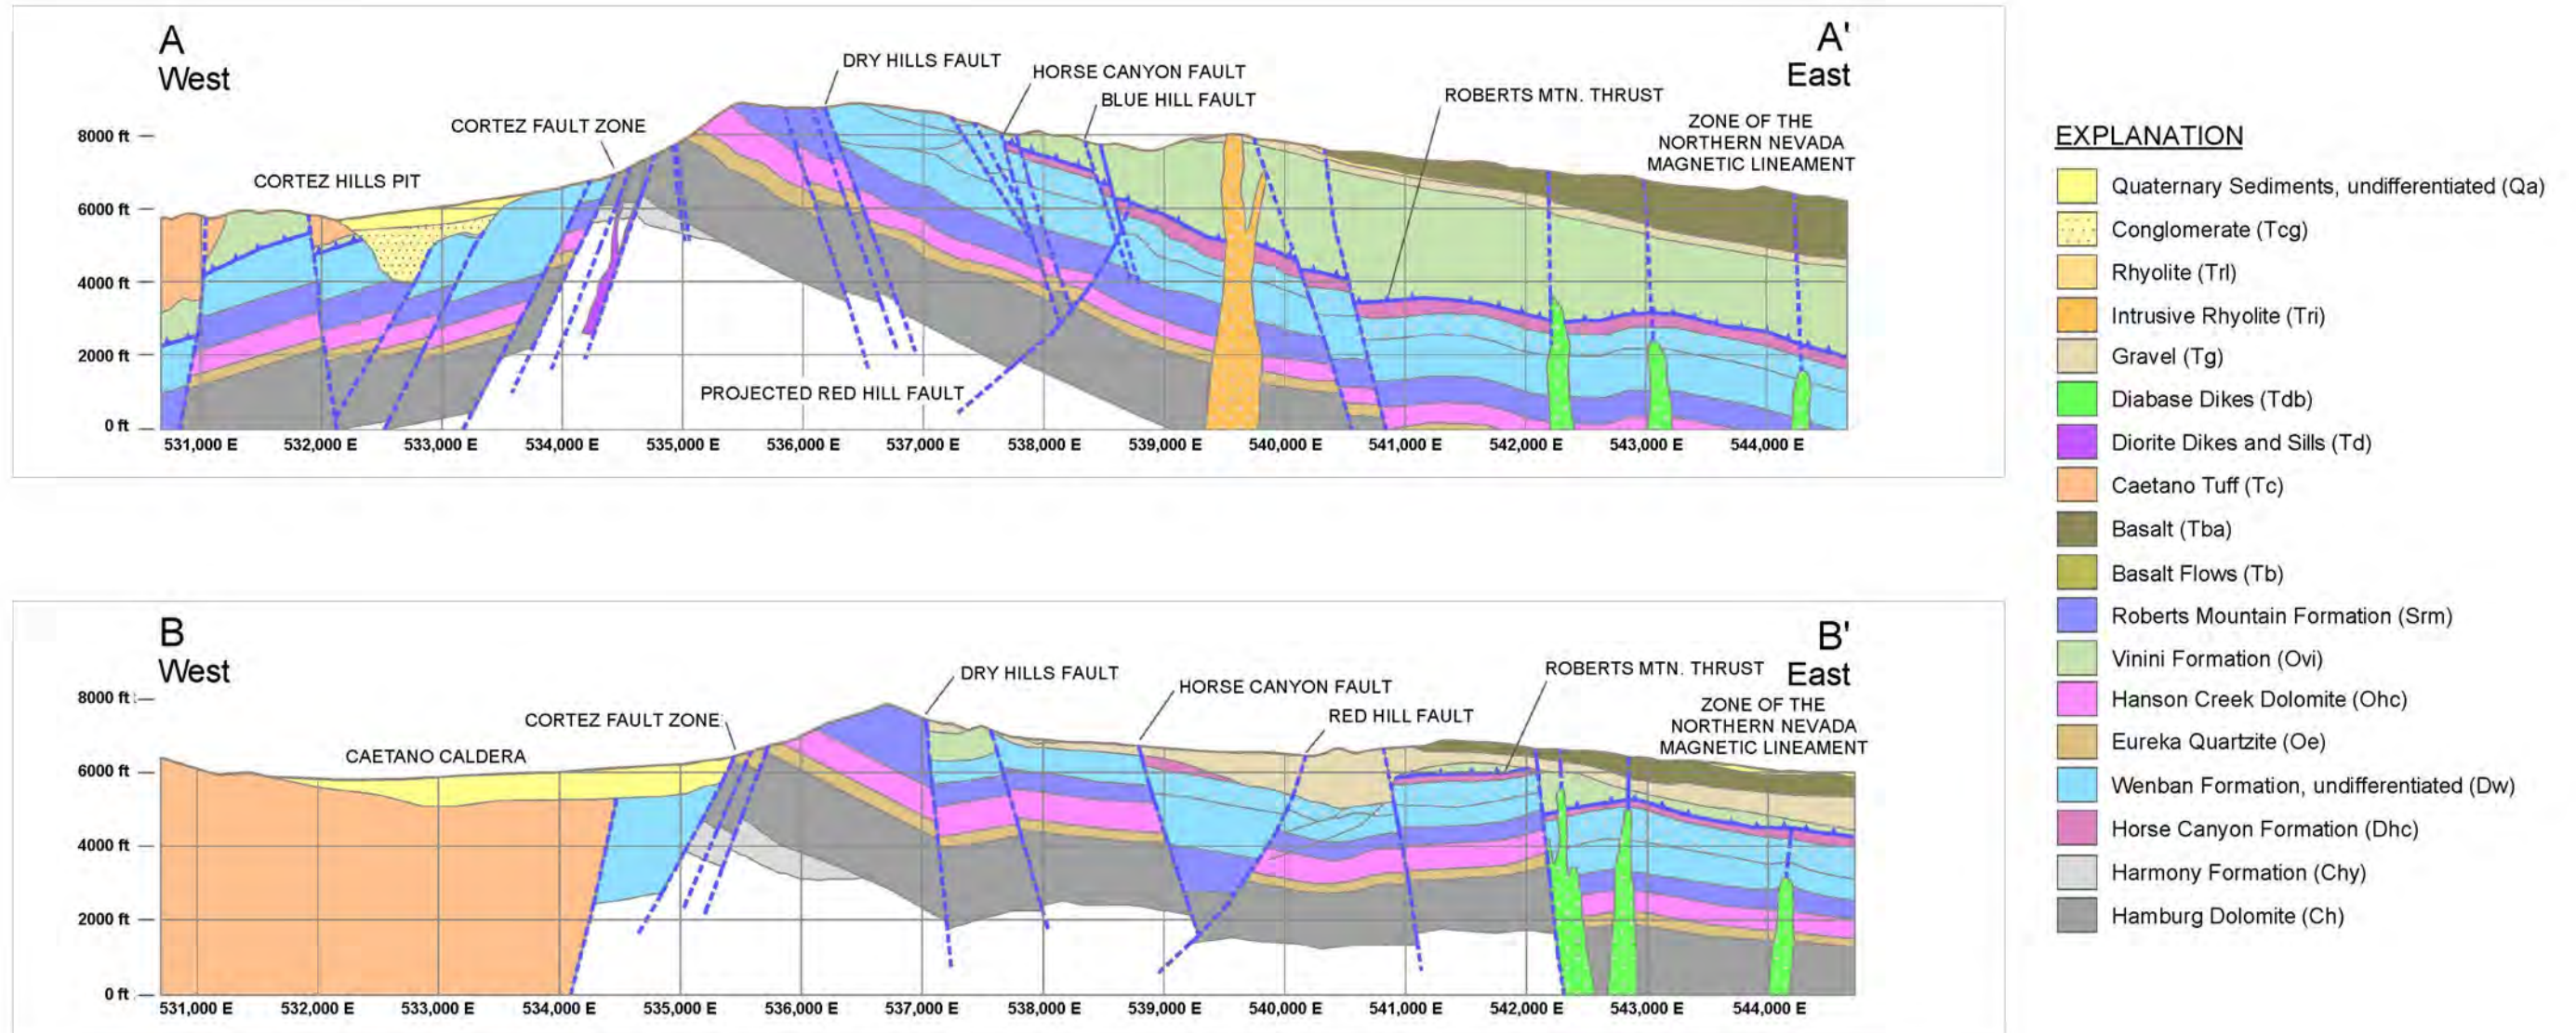 A
West
A'
East
DRY HILLS FAULT
HORSE CANYON FAULT
BLUE HILL FAULT
ROBERTS MTN. THRUST
CORTEZ FAULT ZONE
ZONE OF THE
NORTHERN NEVADA
MAGNETIC LINEAMENT
CORTEZ HILLS PIT
8000 ft
6000 ft
4000 ft
2000 ft
0 ft
PROJECTED RED HILL FAULT
531,000 E 532,000 E 533,000 E 534,000 E 535,000 E 536,000 E 537,000 E 538,000 E 539,000 E 540,000 E 541,000 E 542,000 E 543,000 E 544,000 E
B
West
B'
East
DRY HILLS FAULT
HORSE CANYON FAULT
RED HILL FAULT
ROBERTS MTN. THRUST
CORTEZ FAULT ZONE
ZONE OF THE
NORTHERN NEVADA
MAGNETIC LINEAMENT
CAETANO CALDERA
8000 ft
6000 ft
4000 ft
2000 ft
0 ft
531,000 E 532,000 E 533,000 E 534,000 E 535,000 E 536,000 E 537,000 E 538,000 E 539,000 E 540,000 E 541,000 E 542,000 E 543,000 E 544,000 E
EXPLANATION
Quaternary Sediments, undifferentiated (Qa)
Conglomerate (Tcg)
Rhyolite (Trl)
Intrusive Rhyolite (Tri)
Gravel (Tg)
Diabase Dikes (Tdb)
Diorite Dikes and Sills (Td)
Caetano Tuff (Tc)
Basalt (Tba)
Basalt Flows (Tb)
Roberts Mountain Formation (Srm)
Vinini Formation (Ovi)
Hanson Creek Dolomite (Ohc)
Eureka Quartzite (Oe)
Wenban Formation, undifferentiated (Dw)
Horse Canyon Formation (Dhc)
Harmony Formation (Chy)
Hamburg Dolomite (Ch)